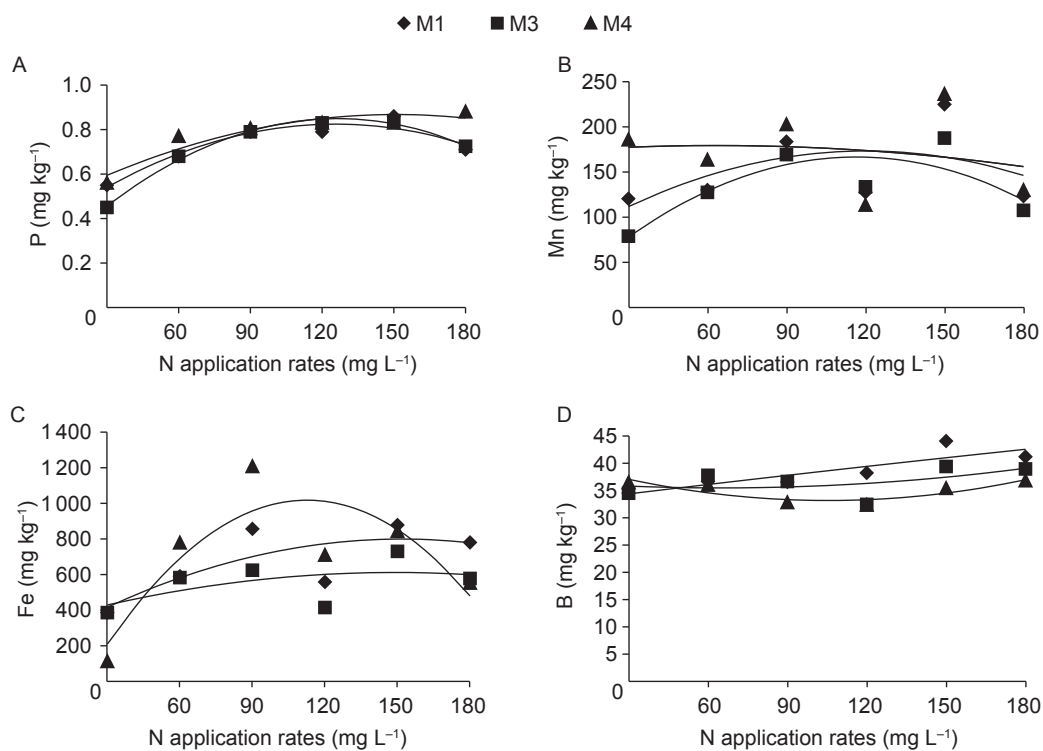 M1 M3 M4
A
1.0
0.8
0.6
0.4
0.2
0
P (mg kg⁻¹)
60 90 120 150 180
N application rates (mg L⁻¹)
B
250
200
150
100
50
0
Mn (mg kg⁻¹)
60 90 120 150 180
N application rates (mg L⁻¹)
C
1 400
1 200
1 000
800
600
400
200
0
Fe (mg kg⁻¹)
60 90 120 150 180
N application rates (mg L⁻¹)
D
45
40
35
30
25
20
15
10
5
0
B (mg kg⁻¹)
60 90 120 150 180
N application rates (mg L⁻¹)